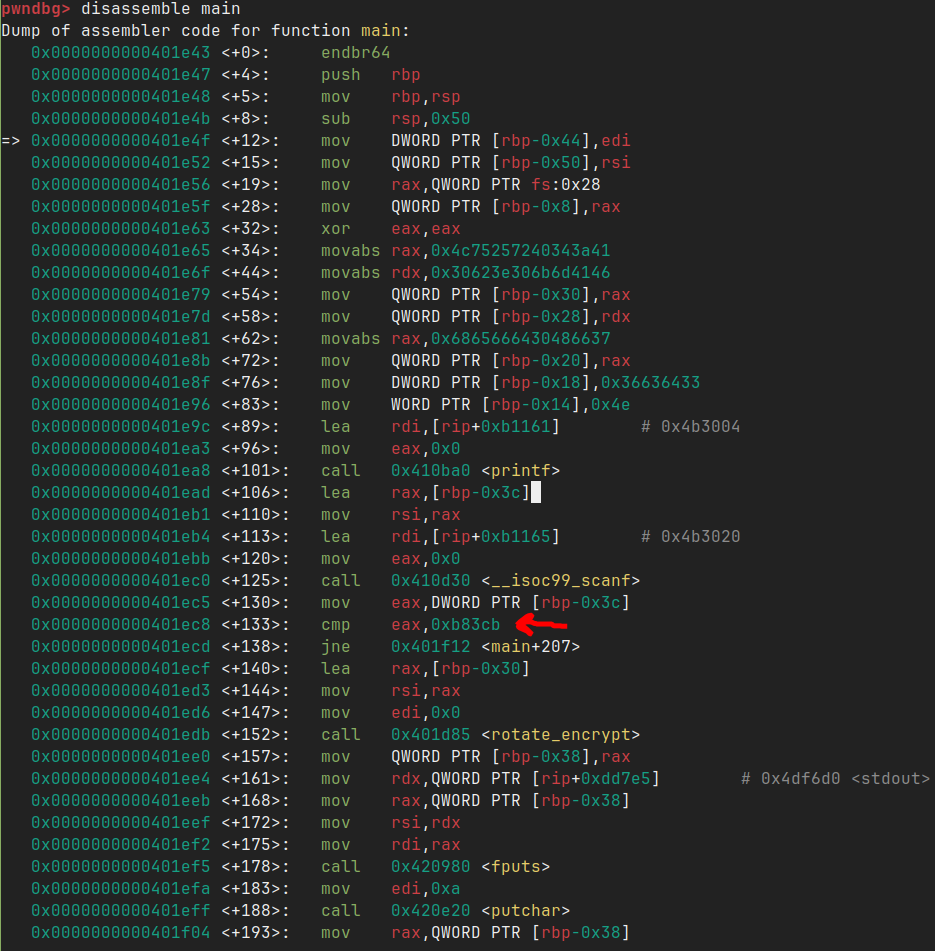 pwndbg> disassemble main
Dump of assembler code for function main:
   0x0000000000401e43 <+0>:     endbr64
   0x0000000000401e47 <+4>:     push   rbp
   0x0000000000401e48 <+5>:     mov    rbp,rsp
   0x0000000000401e4b <+8>:     sub    rsp,0x50
=> 0x0000000000401e4f <+12>:    mov    DWORD PTR [rbp-0x44],edi
   0x0000000000401e52 <+15>:    mov    QWORD PTR [rbp-0x50],rsi
   0x0000000000401e56 <+19>:    mov    rax,QWORD PTR fs:0x28
   0x0000000000401e5f <+28>:    mov    QWORD PTR [rbp-0x8],rax
   0x0000000000401e63 <+32>:    xor    eax,eax
   0x0000000000401e65 <+34>:    movabs rax,0x4c75257240343a41
   0x0000000000401e6f <+44>:    movabs rdx,0x30623e306b6d4146
   0x0000000000401e79 <+54>:    mov    QWORD PTR [rbp-0x30],rax
   0x0000000000401e7d <+58>:    mov    QWORD PTR [rbp-0x28],rdx
   0x0000000000401e81 <+62>:    movabs rax,0x6865666430486637
   0x0000000000401e8b <+72>:    mov    QWORD PTR [rbp-0x20],rax
   0x0000000000401e8f <+76>:    mov    DWORD PTR [rbp-0x18],0x36636433
   0x0000000000401e96 <+83>:    mov    WORD PTR [rbp-0x14],0x4e
   0x0000000000401e9c <+89>:    lea    rdi,[rip+0xb1161]        # 0x4b3004
   0x0000000000401ea3 <+96>:    mov    eax,0x0
   0x0000000000401ea8 <+101>:   call   0x410ba0 <printf>
   0x0000000000401ead <+106>:   lea    rax,[rbp-0x3c]
   0x0000000000401eb1 <+110>:   mov    rsi,rax
   0x0000000000401eb4 <+113>:   lea    rdi,[rip+0xb1165]        # 0x4b3020
   0x0000000000401ebb <+120>:   mov    eax,0x0
   0x0000000000401ec0 <+125>:   call   0x410d30 <__isoc99_scanf>
   0x0000000000401ec5 <+130>:   mov    eax,DWORD PTR [rbp-0x3c]
   0x0000000000401ec8 <+133>:   cmp    eax,0xb83cb
   0x0000000000401ecd <+138>:   jne    0x401f12 <main+207>
   0x0000000000401ecf <+140>:   lea    rax,[rbp-0x30]
   0x0000000000401ed3 <+144>:   mov    rsi,rax
   0x0000000000401ed6 <+147>:   mov    edi,0x0
   0x0000000000401edb <+152>:   call   0x401d85 <rotate_encrypt>
   0x0000000000401ee0 <+157>:   mov    QWORD PTR [rbp-0x38],rax
   0x0000000000401ee4 <+161>:   mov    rdx,QWORD PTR [rip+0xdd7e5]        # 0x4df6d0 <stdout>
   0x0000000000401eeb <+168>:   mov    rax,QWORD PTR [rbp-0x38]
   0x0000000000401eef <+172>:   mov    rsi,rdx
   0x0000000000401ef2 <+175>:   mov    rdi,rax
   0x0000000000401ef5 <+178>:   call   0x420980 <fputs>
   0x0000000000401efa <+183>:   mov    edi,0xa
   0x0000000000401eff <+188>:   call   0x420e20 <putchar>
   0x0000000000401f04 <+193>:   mov    rax,QWORD PTR [rbp-0x38]